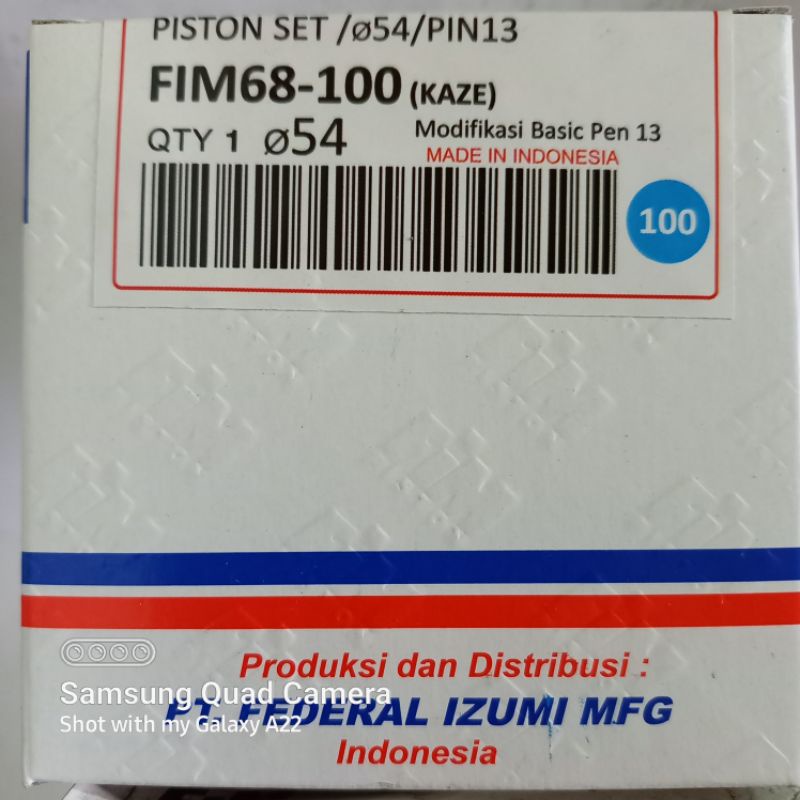 PISTON SET /ø54/PIN13
FIM68-100 (KAZE)
QTY 1 ø54
Modifikasi Basic Pen 13
MADE IN INDONESIA
100
Produksi dan Distribusi :
PT. FEDERAL IZUMI MFG
Indonesia
Samsung Quad Camera
Shot with my Galaxy A22